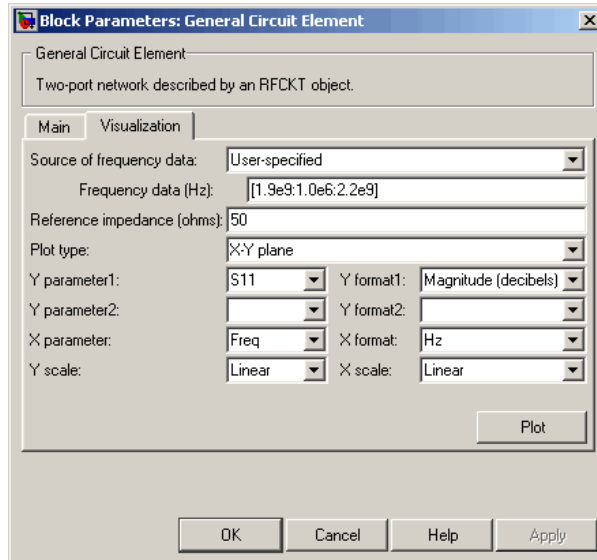 Block Parameters: General Circuit Element
General Circuit Element
Two-port network described by an RFCKT object.
Main Visualization
Source of frequency data: User-specified
Frequency data (Hz): [1.9e9:1.0e6:2.2e9]
Reference impedance (ohms): 50
Plot type: X-Y plane
Y parameter1: S11 Y format1: Magnitude (decibels)
Y parameter2: Y format2:
X parameter: Freq X format: Hz
Y scale: Linear X scale: Linear
Plot
OK Cancel Help Apply